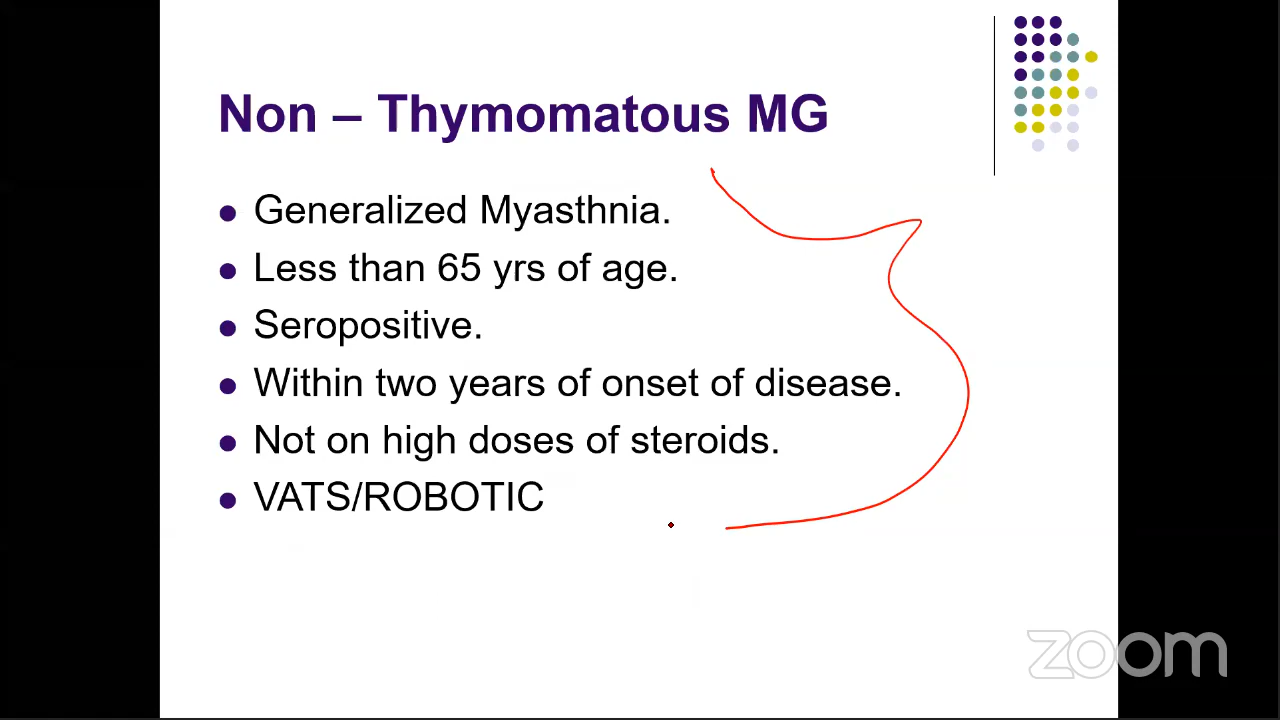 Non – Thymomatous MG
Generalized Myasthnia.
Less than 65 yrs of age.
Seropositive.
Within two years of onset of disease.
Not on high doses of steroids.
VATS/ROBOTIC
zoom